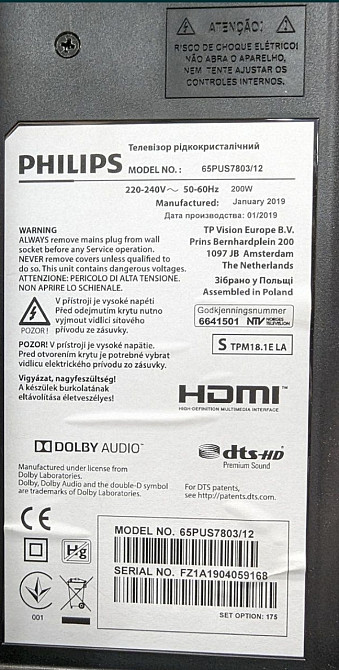 ATENÇÃO:
RISCO DE CHOQUE ELÉTRICO!
NÃO ABRA O APARELHO,
NEM TENTE AJUSTAR OS
CONTROLES INTERNOS.
Телевізор рідкокристалічний
PHILIPS MODEL NO. : 65PUS7803/12
220-240V～ 50-60Hz 200W
Manufactured: January 2019
Дата производства: 01/2019
WARNING
ALWAYS remove mains plug from wall
socket before any Service operation.
NEVER remove covers unless qualified to
do so. This unit contains dangerous voltages.
ATTENZIONE: PERICOLO DI ALTA TENSIONE.
NON APRIRE LO SCHIENALE.
TP Vision Europe B.V.
Prins Bernhardplein 200
1097 JB Amsterdam
The Netherlands
Зібрано у Польщі
Assembled in Poland
POZOR !
V přístroji je vysoké napětí
Před odejmutím krytu nutno
vyjmout vidlici sítového
přívodu ze zásuvky.
Godkjenningsnummer
6641501 NTV NORGES TELEVISJON
POZOR! V prístroji je vysoké napätie.
Pred otvorením krytu je potrebné vybrat
vidlicu elektrického prívodu zo zásuvky.
S TPM18.1E LA
Vigyázat, nagyfeszültség!
A készülek burkolatának
eltávolítása életveszélyes!
HDMI™
HIGH-DEFINITION MULTIMEDIA INTERFACE
DOLBY AUDIO™
dts-HD
Premium Sound
Manufactured under license from
Dolby Laboratories.
Dolby, Dolby Audio and the double-D symbol
are trademarks of Dolby Laboratories.
For DTS patents,
see http://patents.dts.com.
CE
Hg
001
MODEL NO. 65PUS7803/12
SERIAL NO. FZ1A1904059168
SET OPTION: 175